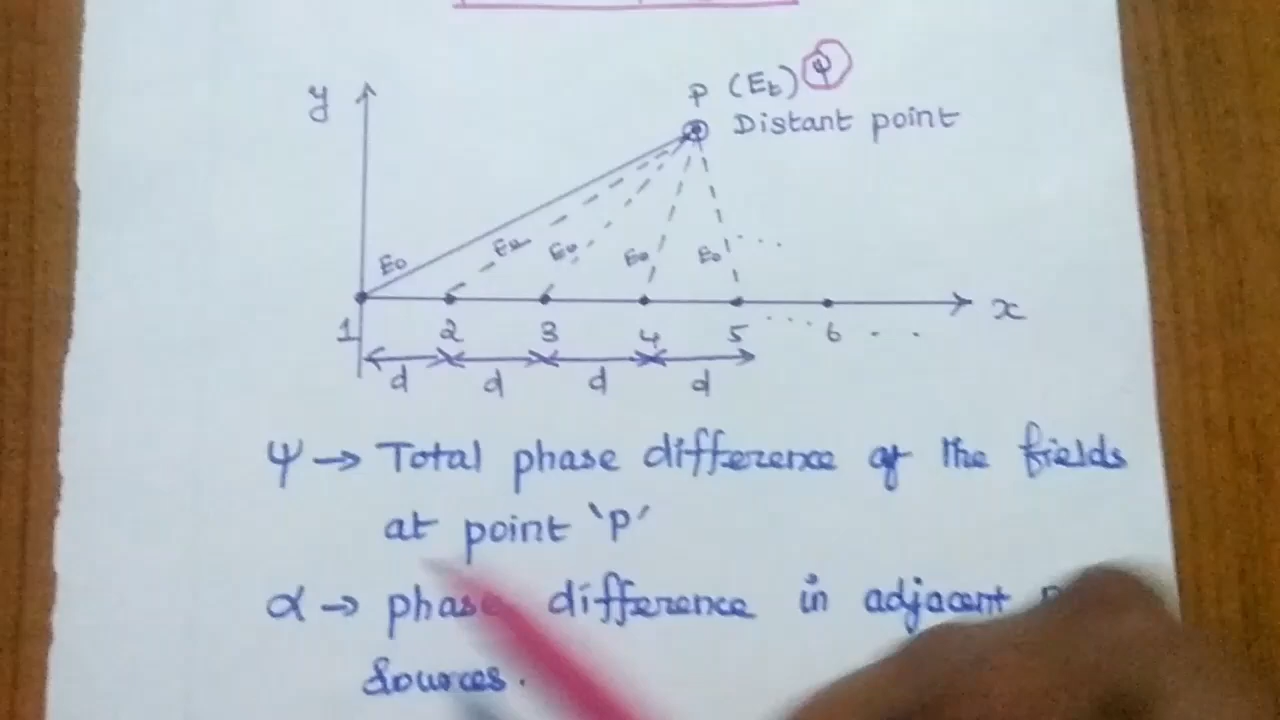 y
P (Et) ψ
Distant point
E0 E0 E0 E0 E0 . . .
x
1 2 3 4 5 . . . 6 . . .
d d d d
ψ → Total phase difference of the fields
at point 'P'
α → phase difference in adjacent
Sources.